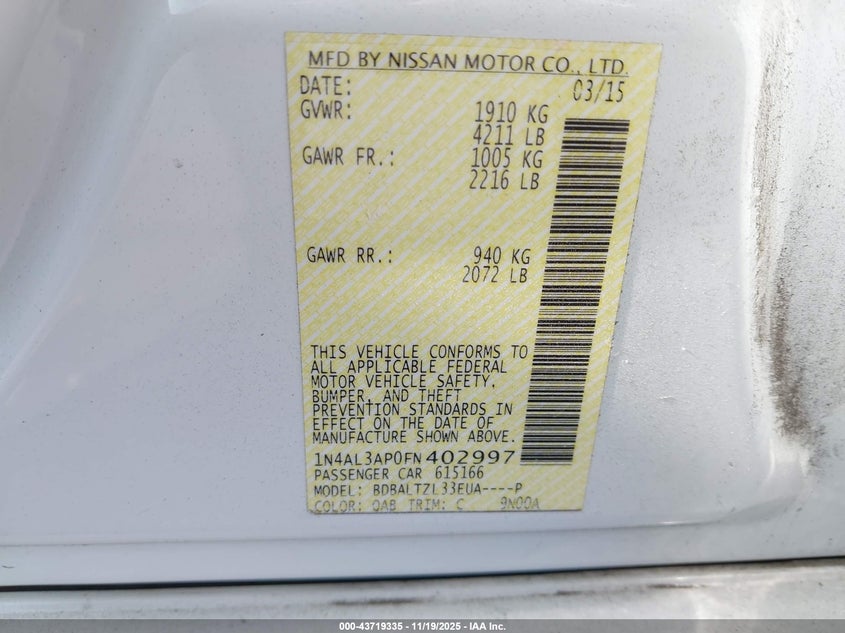 MFD BY NISSAN MOTOR CO., LTD.
DATE: 03/15
GVWR: 1910 KG
4211 LB
GAWR FR.: 1005 KG
2216 LB
GAWR RR.: 940 KG
2072 LB
THIS VEHICLE CONFORMS TO
ALL APPLICABLE FEDERAL
MOTOR VEHICLE SAFETY,
BUMPER, AND THEFT
PREVENTION STANDARDS IN
EFFECT ON THE DATE OF
MANUFACTURE SHOWN ABOVE.
1N4AL3AP0FN402997
PASSENGER CAR 615166
MODEL: BDBALTZL33EUA----P
COLOR: QAB TRIM: C 9N00A
000-43719335 - 11/19/2025 - IAA Inc.